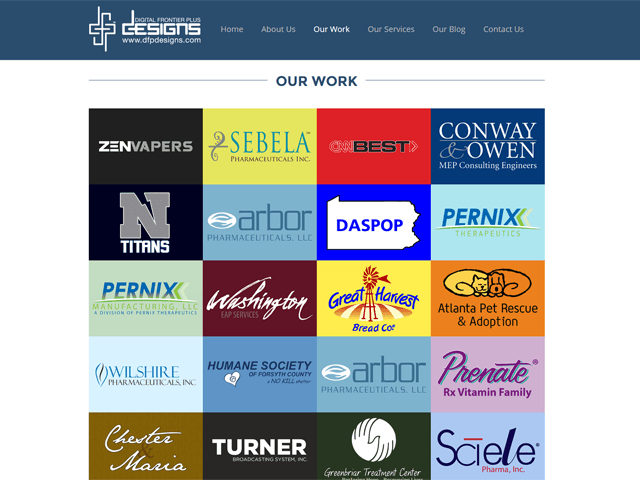 DIGITAL FRONTIER PLUS
DESIGNS
www.dfpdesigns.com
Home About Us Our Work Our Services Our Blog Contact Us
OUR WORK
ZENVAPERS
SEBELA™
PHARMACEUTICALS INC.
CNN BEST
CONWAY
& OWEN
MEP Consulting Engineers
N
TITANS
arbor
PHARMACEUTICALS, LLC
DASPOP
PERNIX
THERAPEUTICS
PERNIX
MANUFACTURING, LLC
A DIVISION OF PERNIX THERAPEUTICS
Washington
EAP SERVICES
Great Harvest
Bread Co.
Atlanta Pet Rescue
& Adoption
WILSHIRE
PHARMACEUTICALS, INC
HUMANE SOCIETY
OF FORSYTH COUNTY
a NO KILL shelter
arbor
PHARMACEUTICALS, LLC
Prenate®
Rx Vitamin Family
Chester
&
Maria
TURNER
BROADCASTING SYSTEM, INC.
Greenbriar Treatment Center
Sciele®
Pharma, Inc.